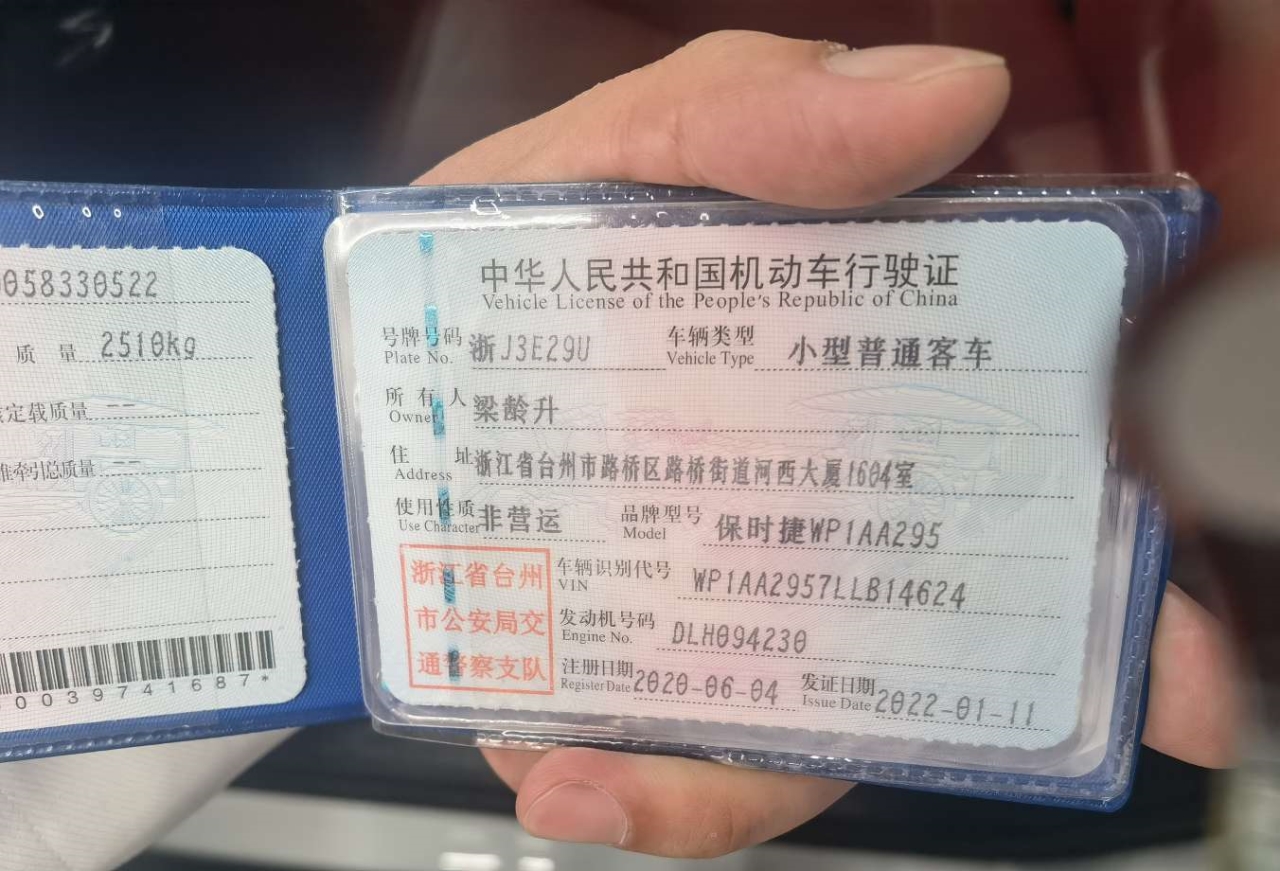 058330522
质量 2510kg
定载质量 --
准牵引总质量 --
0039741687*
中华人民共和国机动车行驶证
Vehicle License of the People's Republic of China
号牌号码 Plate No. 浙J3E29U 车辆类型 Vehicle Type 小型普通客车
所有人 Owner 梁龄升
住址 Address 浙江省台州市路桥区路桥街道河西大厦1604室
使用性质 Use Character 非营运 品牌型号 Model 保时捷WP1AA295
浙江省台州
市公安局交
通警察支队
车辆识别代号 VIN WP1AA2957LLB14624
发动机号码 Engine No. DLH094230
注册日期 Register Date 2020-06-04 发证日期 Issue Date 2022-01-11